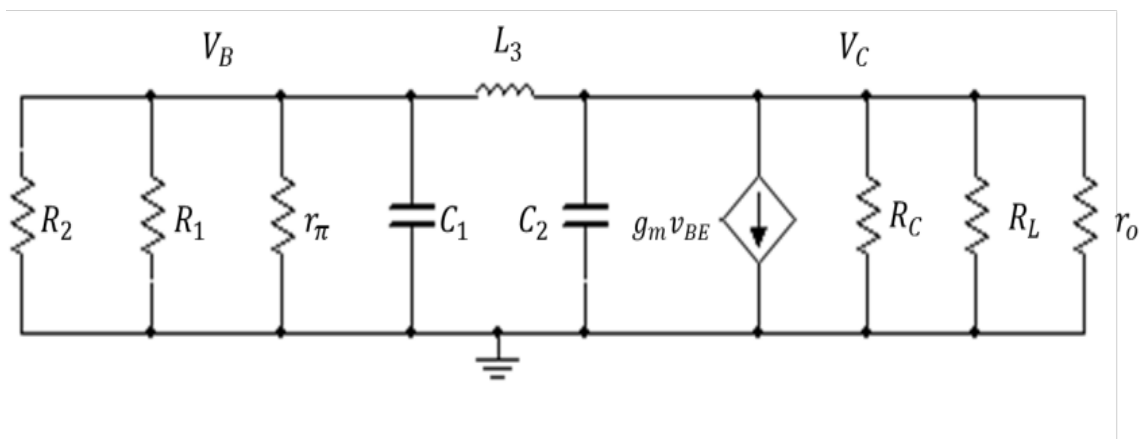 V_B
L_3
V_C
R_2
R_1
r_π
C_1
C_2
g_m v_BE
R_C
R_L
r_o